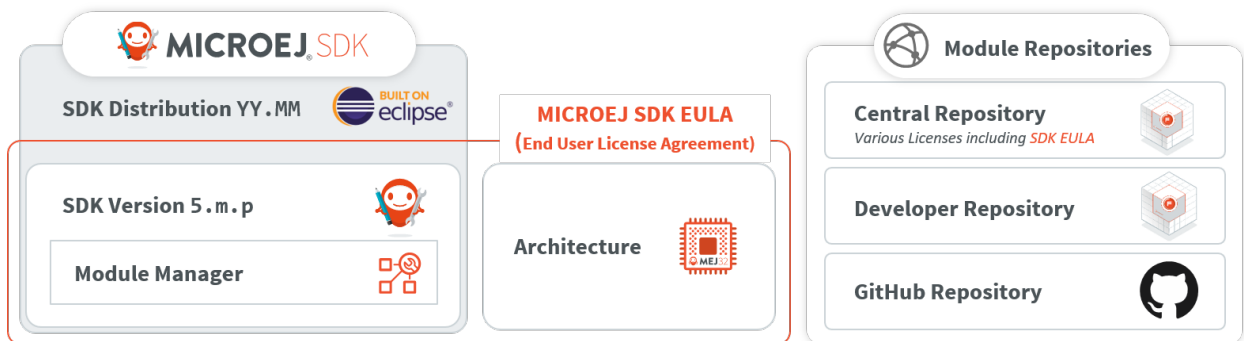 MICROEJ® SDK
SDK Distribution YY.MM
BUILT ON
eclipse®
MICROEJ SDK EULA
(End User License Agreement)
SDK Version 5.m.p
Module Manager
Architecture
MEJ32
Module Repositories
Central Repository
Various Licenses including SDK EULA
Developer Repository
GitHub Repository